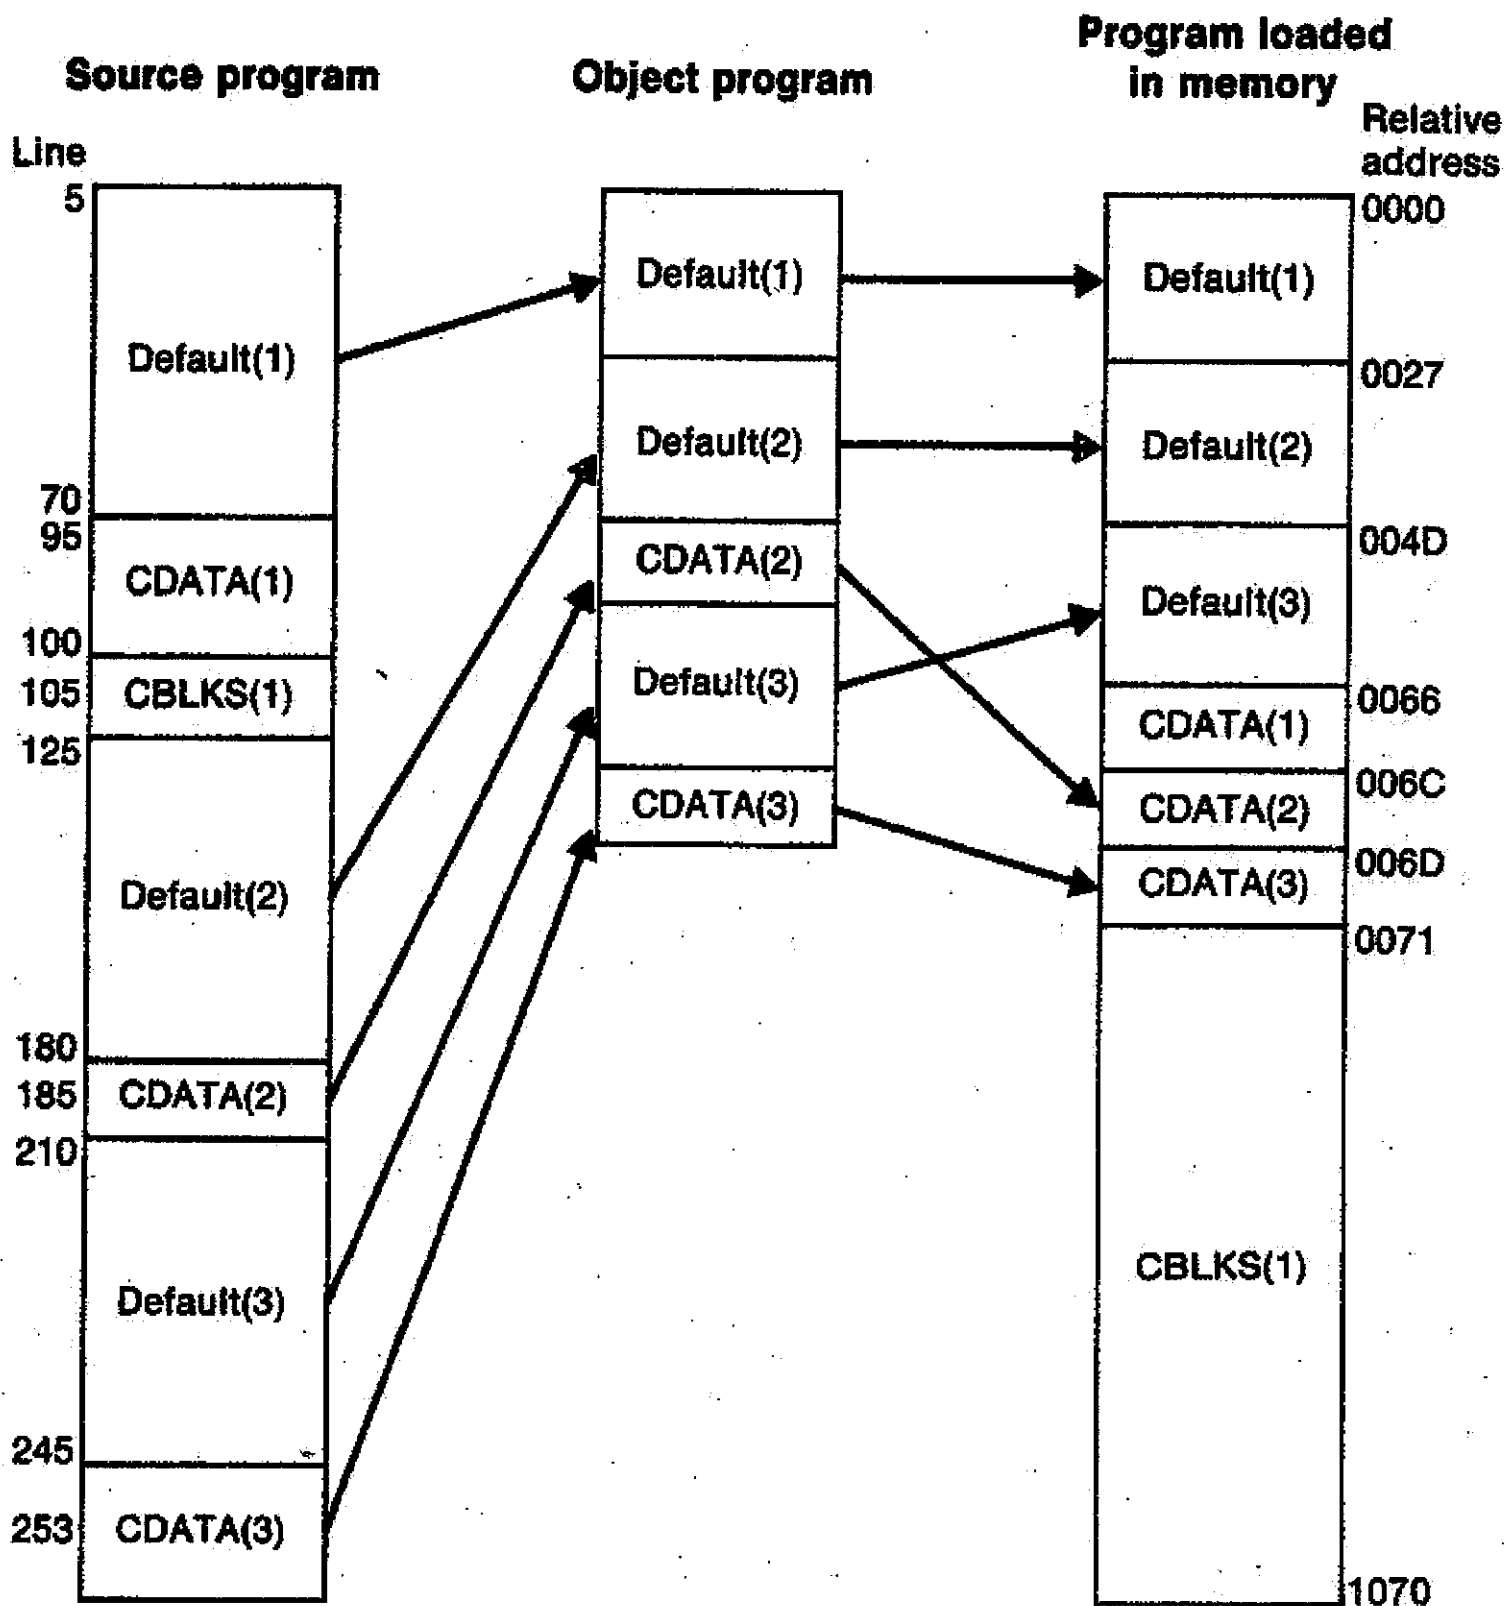 Source program
Line
5
Default(1)
70
95
CDATA(1)
100
105
CBLKS(1)
125
Default(2)
180
185
CDATA(2)
210
Default(3)
245
253
CDATA(3)
Object program
Default(1)
Default(2)
CDATA(2)
Default(3)
CDATA(3)
Program loaded
in memory
Relative
address
0000
Default(1)
0027
Default(2)
004D
Default(3)
0066
CDATA(1)
006C
CDATA(2)
006D
CDATA(3)
0071
CBLKS(1)
1070